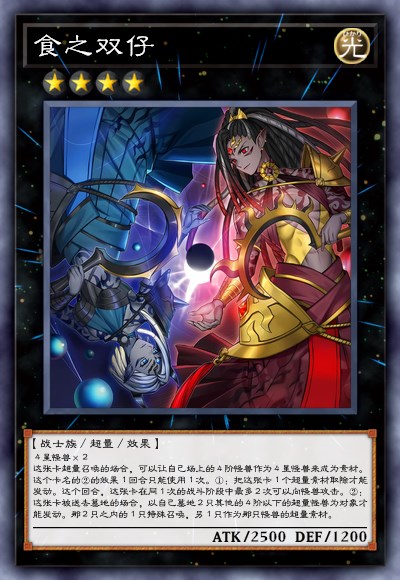 食之双仔
ひかり
光
【战士族／超量／效果】
４星怪兽×２
这张卡超量召唤的场合，可以让自己场上的４阶怪兽作为４星怪兽来成为素材。
这个卡名的②的效果１回合只能使用１次。①：把这张卡１个超量素材取除才能
发动。这个回合，这张卡在同１次的战斗阶段中最多２次可以向怪兽攻击。②：
这张卡被送去墓地的场合，以自己墓地２只其他的４阶以下的超量怪兽为对象才
能发动。那２只之内的１只特殊召唤，另１只作为那只怪兽的超量素材。
ATK/2500 DEF/1200